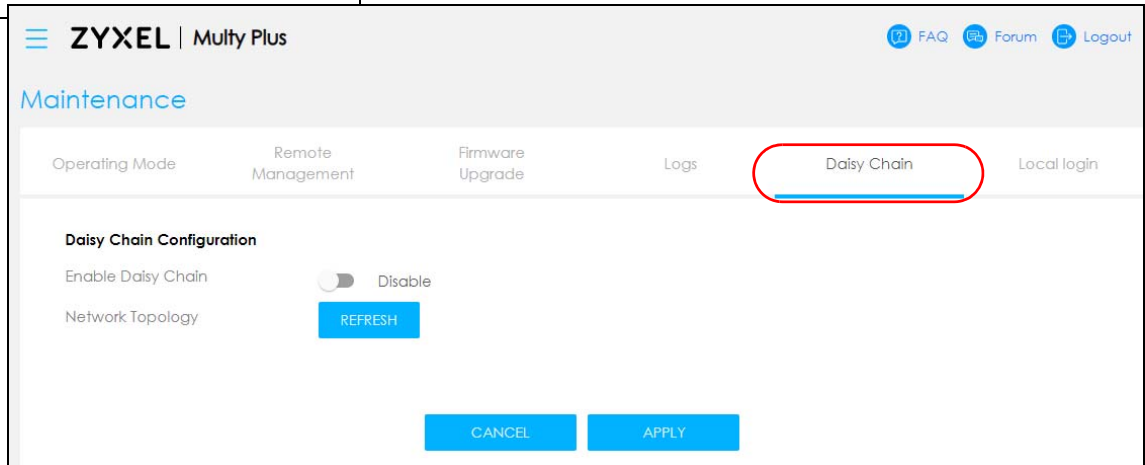 ZYXEL | Multy Plus
FAQ Forum Logout
Maintenance
Operating Mode
Remote Management
Firmware Upgrade
Logs
Daisy Chain
Local login
Daisy Chain Configuration
Enable Daisy Chain Disable
Network Topology REFRESH
CANCEL APPLY